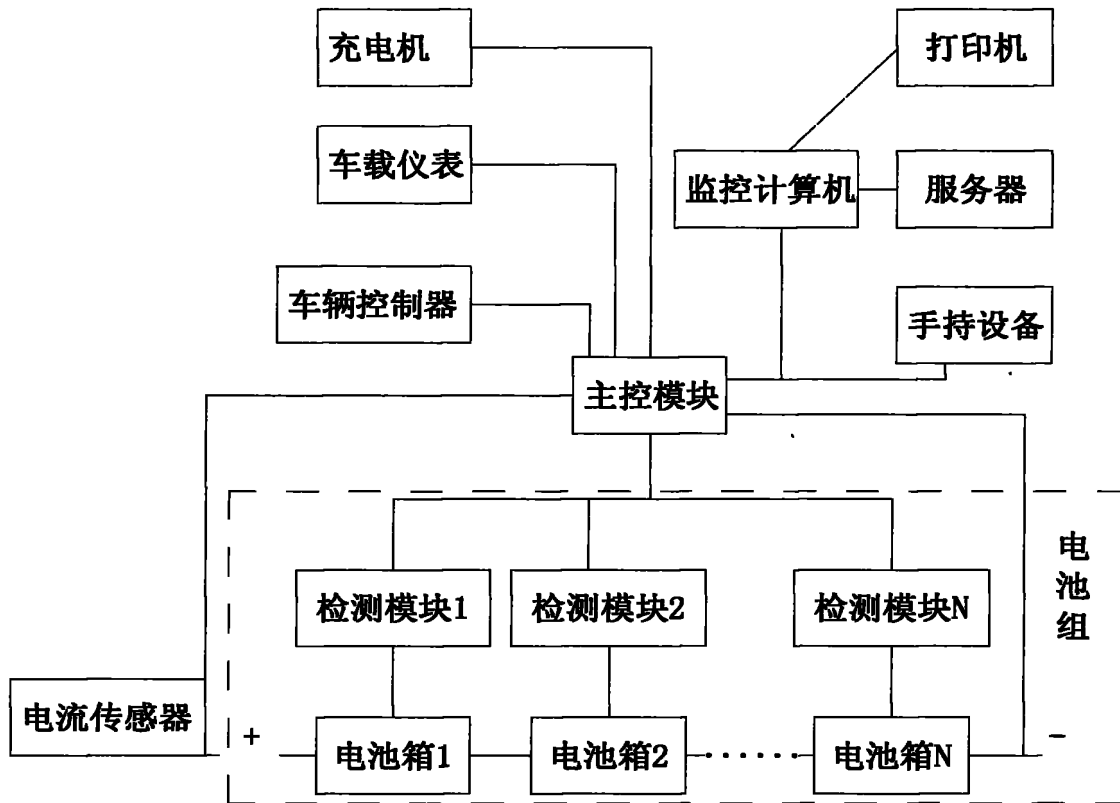 充电机
打印机
车载仪表
监控计算机
服务器
车辆控制器
手持设备
主控模块
电池组
检测模块1
检测模块2
检测模块N
电流传感器
+
电池箱1
电池箱2
······
电池箱N
-